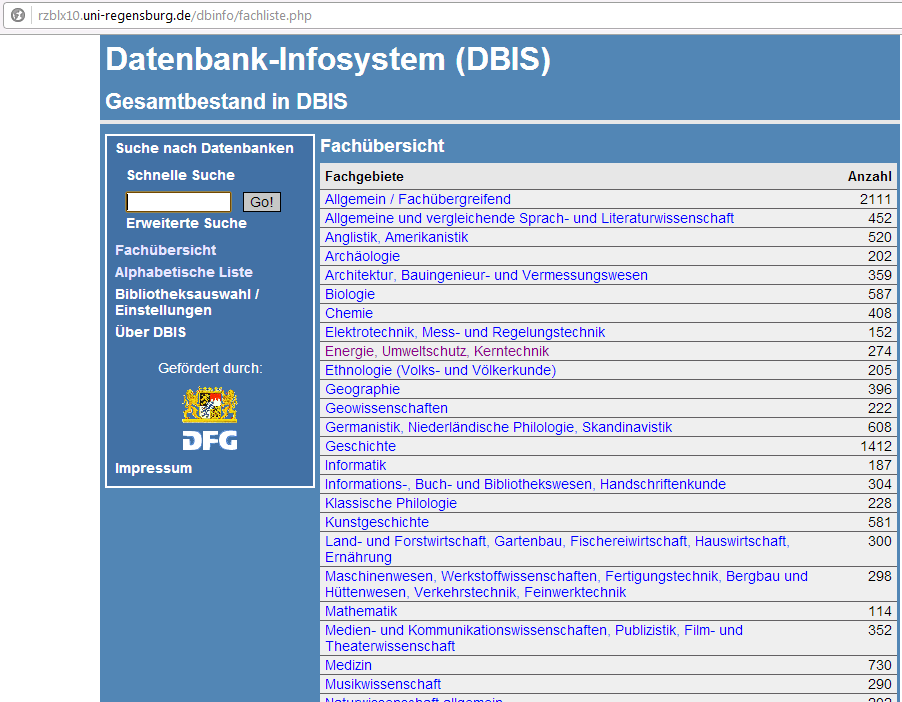 rzblx10.uni-regensburg.de/dbinfo/fachliste.php
Datenbank-Infosystem (DBIS)
Gesamtbestand in DBIS
Suche nach Datenbanken
Schnelle Suche
Go!
Erweiterte Suche
Fachübersicht
Alphabetische Liste
Bibliotheksauswahl /
Einstellungen
Über DBIS
Gefördert durch:
DFG
Impressum
Fachübersicht
Fachgebiete Anzahl
Allgemein / Fachübergreifend 2111
Allgemeine und vergleichende Sprach- und Literaturwissenschaft 452
Anglistik, Amerikanistik 520
Archäologie 202
Architektur, Bauingenieur- und Vermessungswesen 359
Biologie 587
Chemie 408
Elektrotechnik, Mess- und Regelungstechnik 152
Energie, Umweltschutz, Kerntechnik 274
Ethnologie (Volks- und Völkerkunde) 205
Geographie 396
Geowissenschaften 222
Germanistik, Niederländische Philologie, Skandinavistik 608
Geschichte 1412
Informatik 187
Informations-, Buch- und Bibliothekswesen, Handschriftenkunde 304
Klassische Philologie 228
Kunstgeschichte 581
Land- und Forstwirtschaft, Gartenbau, Fischereiwirtschaft, Hauswirtschaft, 300
Ernährung
Maschinenwesen, Werkstoffwissenschaften, Fertigungstechnik, Bergbau und 298
Hüttenwesen, Verkehrstechnik, Feinwerktechnik
Mathematik 114
Medien- und Kommunikationswissenschaften, Publizistik, Film- und 352
Theaterwissenschaft
Medizin 730
Musikwissenschaft 290